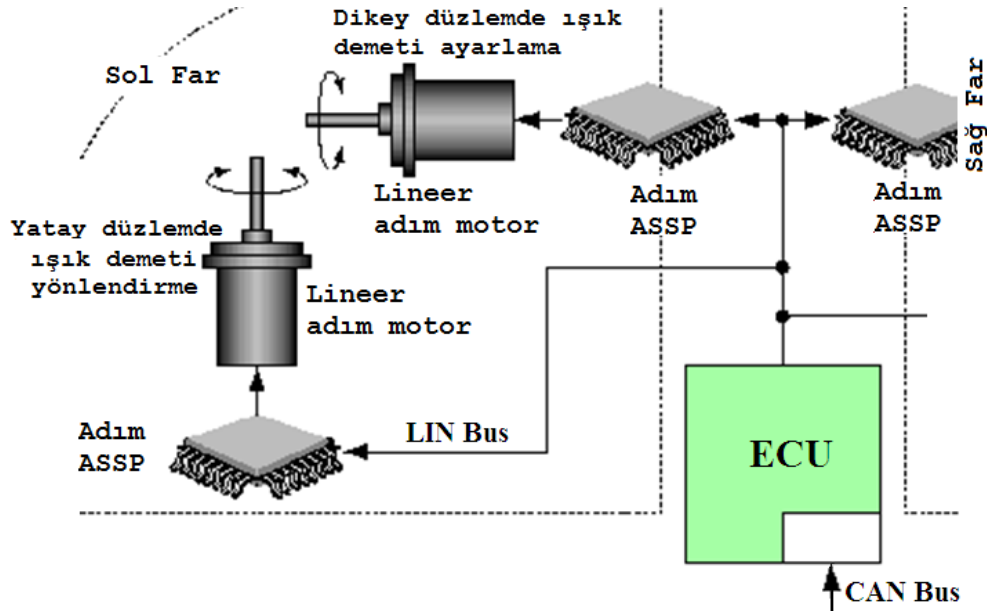 Dikey düzlemde ışık
demeti ayarlama
Sol Far
Sağ Far
Lineer
adım motor
Adım
ASSP
Adım
ASSP
Yatay düzlemde
ışık demeti
yönlendirme
Lineer
adım motor
Adım
ASSP
LIN Bus
ECU
CAN Bus